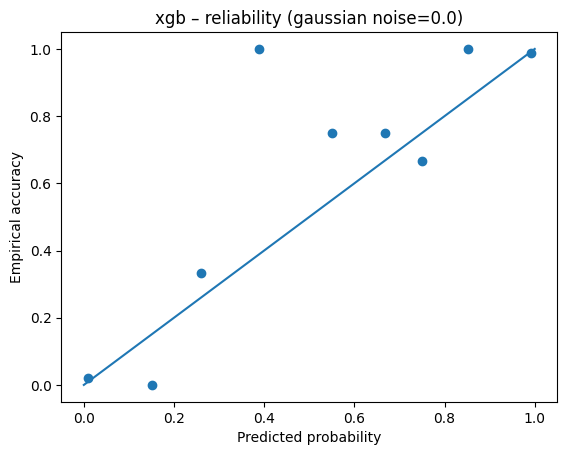 xgb – reliability (gaussian noise=0.0)
Empirical accuracy
1.0
0.8
0.6
0.4
0.2
0.0
0.0 0.2 0.4 0.6 0.8 1.0
Predicted probability